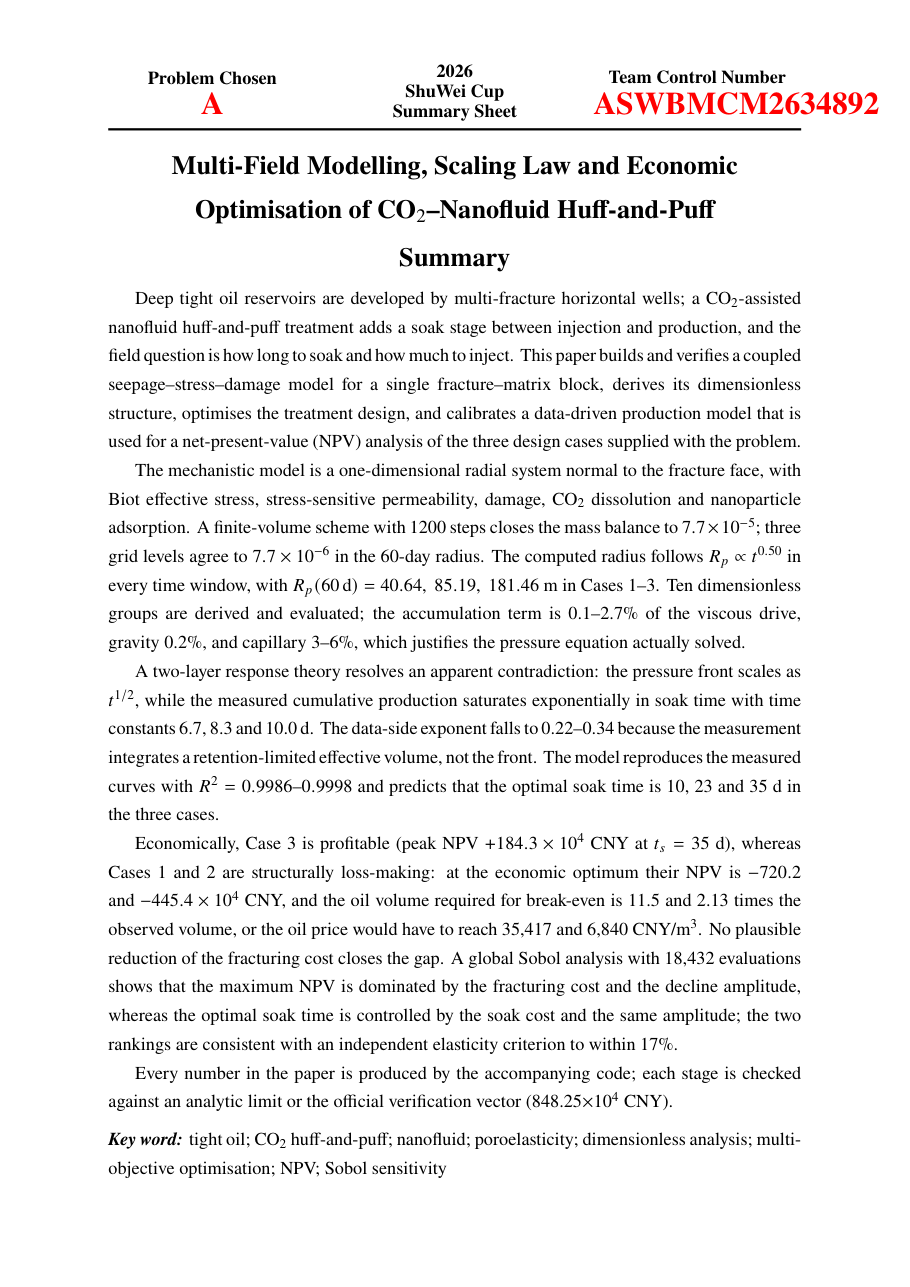 Problem Chosen
A
2026
ShuWei Cup
Summary Sheet
Team Control Number
ASWBMCM2634892
Multi-Field Modelling, Scaling Law and Economic
Optimisation of CO2–Nanofluid Huff-and-Puff
Summary
Deep tight oil reservoirs are developed by multi-fracture horizontal wells; a CO2-assisted
nanofluid huff-and-puff treatment adds a soak stage between injection and production, and the
field question is how long to soak and how much to inject. This paper builds and verifies a coupled
seepage–stress–damage model for a single fracture–matrix block, derives its dimensionless
structure, optimises the treatment design, and calibrates a data-driven production model that is
used for a net-present-value (NPV) analysis of the three design cases supplied with the problem.
The mechanistic model is a one-dimensional radial system normal to the fracture face, with
Biot effective stress, stress-sensitive permeability, damage, CO2 dissolution and nanoparticle
adsorption. A finite-volume scheme with 1200 steps closes the mass balance to 7.7 × 10−5; three
grid levels agree to 7.7 × 10−6 in the 60-day radius. The computed radius follows Rp ∝ t0.50 in
every time window, with Rp(60 d) = 40.64, 85.19, 181.46 m in Cases 1–3. Ten dimensionless
groups are derived and evaluated; the accumulation term is 0.1–2.7% of the viscous drive,
gravity 0.2%, and capillary 3–6%, which justifies the pressure equation actually solved.
A two-layer response theory resolves an apparent contradiction: the pressure front scales as
t1/2, while the measured cumulative production saturates exponentially in soak time with time
constants 6.7, 8.3 and 10.0 d. The data-side exponent falls to 0.22–0.34 because the measurement
integrates a retention-limited effective volume, not the front. The model reproduces the measured
curves with R2 = 0.9986–0.9998 and predicts that the optimal soak time is 10, 23 and 35 d in
the three cases.
Economically, Case 3 is profitable (peak NPV +184.3 × 104 CNY at ts = 35 d), whereas
Cases 1 and 2 are structurally loss-making: at the economic optimum their NPV is −720.2
and −445.4 × 104 CNY, and the oil volume required for break-even is 11.5 and 2.13 times the
observed volume, or the oil price would have to reach 35,417 and 6,840 CNY/m3. No plausible
reduction of the fracturing cost closes the gap. A global Sobol analysis with 18,432 evaluations
shows that the maximum NPV is dominated by the fracturing cost and the decline amplitude,
whereas the optimal soak time is controlled by the soak cost and the same amplitude; the two
rankings are consistent with an independent elasticity criterion to within 17%.
Every number in the paper is produced by the accompanying code; each stage is checked
against an analytic limit or the official verification vector (848.25×104 CNY).
Key word: tight oil; CO2 huff-and-puff; nanofluid; poroelasticity; dimensionless analysis; multi-
objective optimisation; NPV; Sobol sensitivity